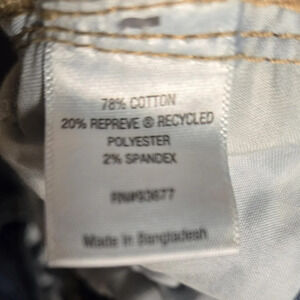 78% COTTON
20% REPREVE ® RECYCLED
POLYESTER
2% SPANDEX
RN#93677
Made in Bangladesh